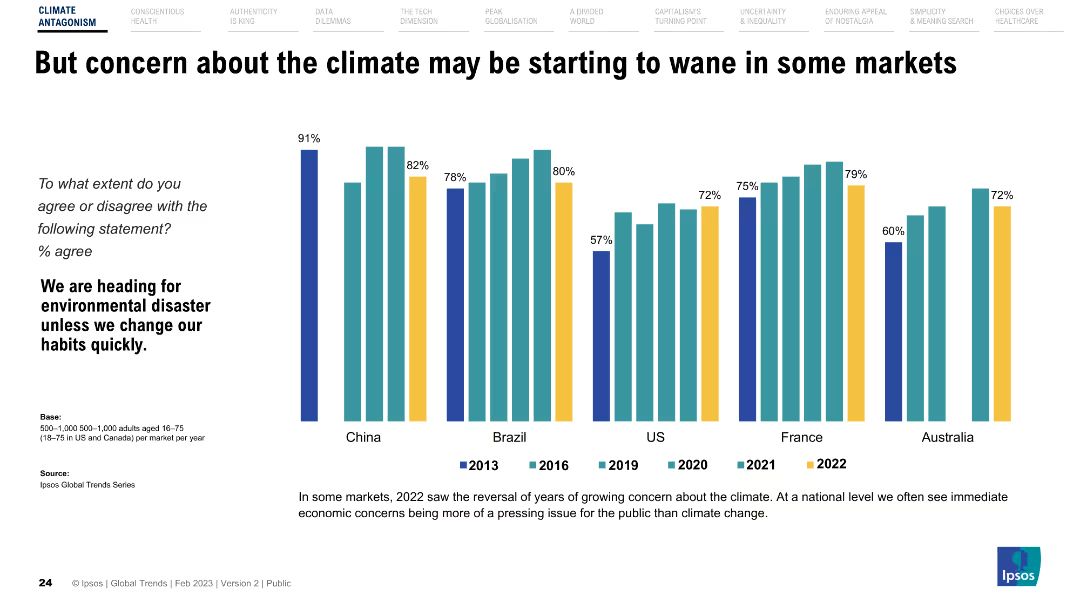 CLIMATE
ANTAGONISM
CONSCIENTIOUS
HEALTH
AUTHENTICITY
IS KING
DATA
DILEMMAS
THE TECH
DIMENSION
PEAK
GLOBALISATION
A DIVIDED
WORLD
CAPITALISM'S
TURNING POINT
UNCERTAINTY
& INEQUALITY
ENDURING APPEAL
OF NOSTALGIA
SIMPLICITY
& MEANING SEARCH
CHOICES OVER
HEALTHCARE
But concern about the climate may be starting to wane in some markets
To what extent do you
agree or disagree with the
following statement?
% agree
We are heading for
environmental disaster
unless we change our
habits quickly.
Base:
500–1,000 500–1,000 adults aged 16–75
(18–75 in US and Canada) per market per year
Source:
Ipsos Global Trends Series
91%
82%
78%
80%
57%
72%
75%
79%
60%
72%
China
Brazil
US
France
Australia
2013
2016
2019
2020
2021
2022
In some markets, 2022 saw the reversal of years of growing concern about the climate. At a national level we often see immediate
economic concerns being more of a pressing issue for the public than climate change.
24
© Ipsos | Global Trends | Feb 2023 | Version 2 | Public
Ipsos